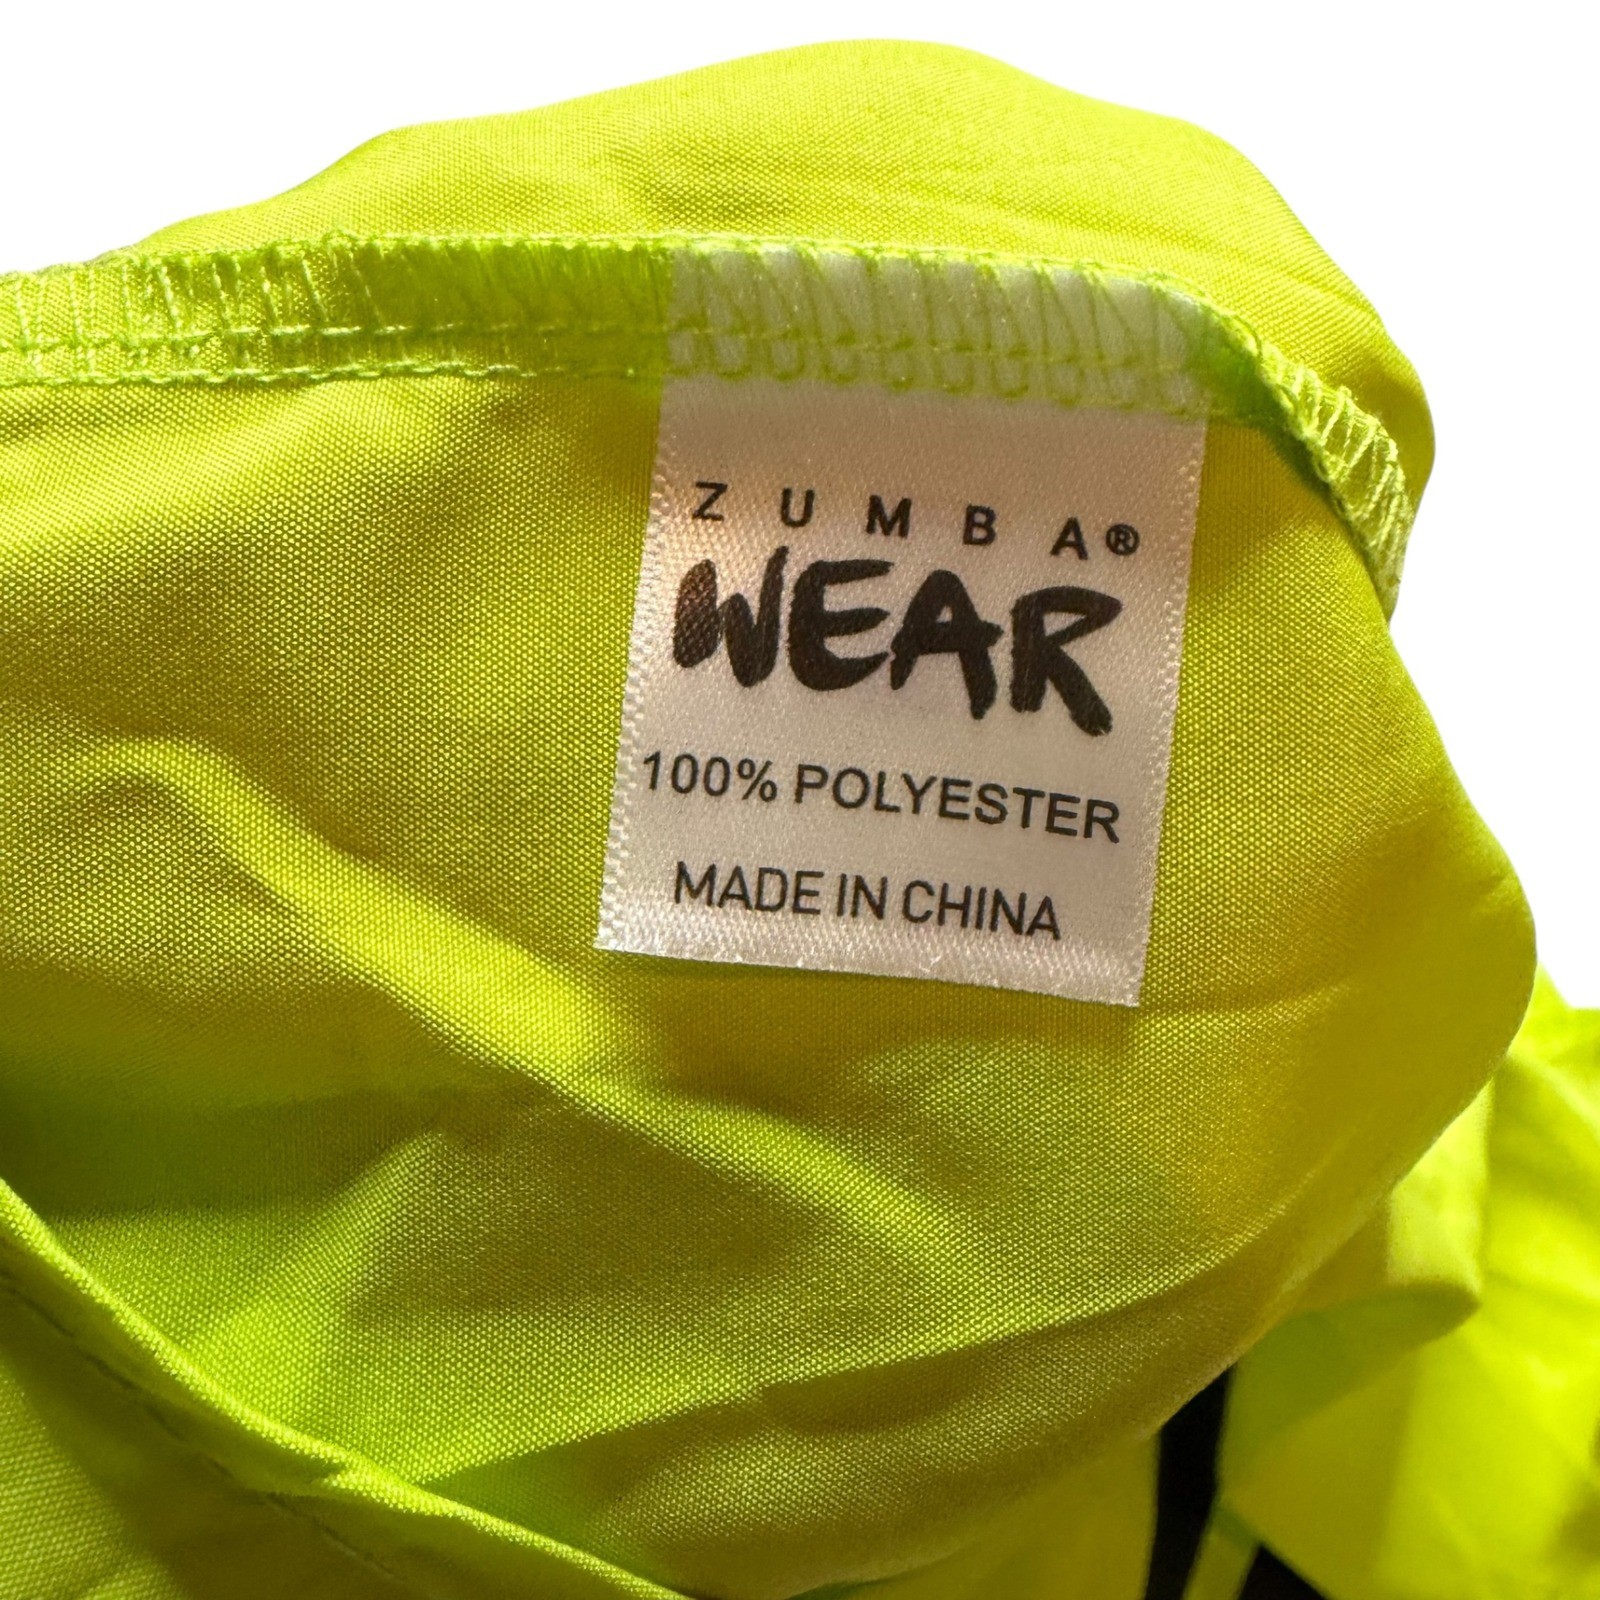 ZUMBA®
WEAR
100% POLYESTER
MADE IN CHINA